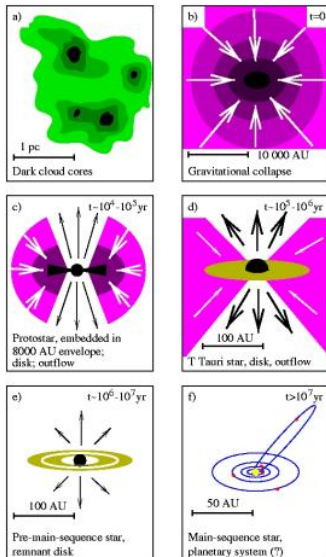 a)
1 pc
Dark cloud cores
b)
t=0
10 000 AU
Gravitational collapse
c)
t~10⁴-10⁵yr
Protostar, embedded in
8000 AU envelope;
disk; outflow
d)
t~10⁵-10⁶yr
100 AU
T Tauri star, disk, outflow
e)
t~10⁶-10⁷yr
100 AU
Pre-main-sequence star,
remnant disk
f)
t>10⁷yr
50 AU
Main-sequence star,
planetary system (?)